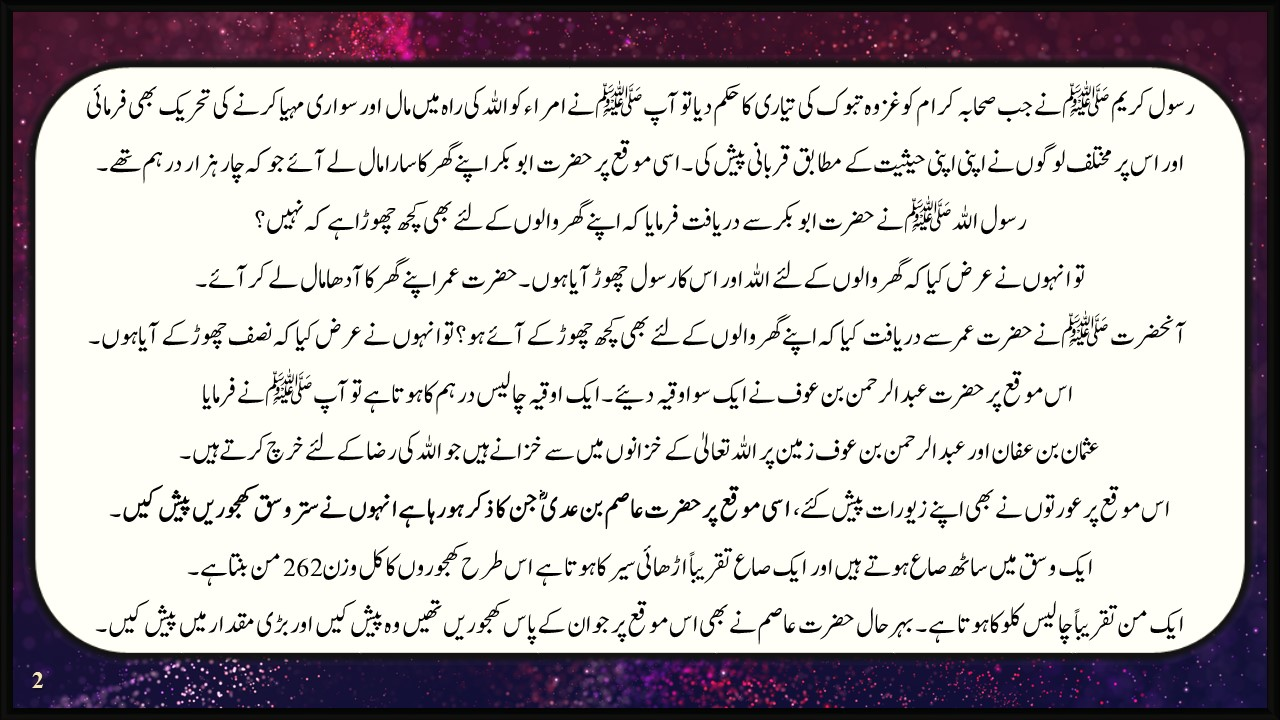 رسول کریم ﷺ نے جب صحابہ کرام کو غزوہ تبوک کی تیاری کا حکم دیا تو آپ ﷺ نے امراء کو اللہ کی راہ میں مال اور سواری مہیا کرنے کی تحریک بھی فرمائی
اور اس پر مختلف لوگوں نے اپنی اپنی حیثیت کے مطابق قربانی پیش کی۔ اسی موقع پر حضرت ابو بکر اپنے گھر کا سارا مال لے آئے جو کہ چار ہزار درہم تھے۔
رسول اللہ ﷺ نے حضرت ابو بکر سے دریافت فرمایا کہ اپنے گھر والوں کے لئے بھی کچھ چھوڑا ہے کہ نہیں؟
تو انہوں نے عرض کیا کہ گھر والوں کے لئے اللہ اور اس کا رسول چھوڑ آیا ہوں۔ حضرت عمر اپنے گھر کا آدھا مال لے کر آئے۔
آنحضرت ﷺ نے حضرت عمر سے دریافت کیا کہ اپنے گھر والوں کے لئے بھی کچھ چھوڑ کے آئے ہو؟ تو انہوں نے عرض کیا کہ نصف چھوڑ کے آیا ہوں۔
اس موقع پر حضرت عبد الرحمن بن عوف نے ایک سو اوقیہ دیئے۔ ایک اوقیہ چالیس درہم کا ہوتا ہے تو آپ ﷺ نے فرمایا
عثمان بن عفان اور عبد الرحمن بن عوف زمین پر اللہ تعالیٰ کے خزانوں میں سے خزانے ہیں جو اللہ کی رضا کے لئے خرچ کرتے ہیں۔
اس موقع پر عورتوں نے بھی اپنے زیورات پیش کئے، اسی موقع پر حضرت عاصم بن عدیؓ جن کا ذکر ہو رہا ہے انہوں نے ستر وسق کھجوریں پیش کیں۔
ایک وسق میں ساٹھ صاع ہوتے ہیں اور ایک صاع تقریباً اڑھائی سیر کا ہوتا ہے اس طرح کھجوروں کا کل وزن 262 من بنتا ہے۔
ایک من تقریباً چالیس کلو کا ہوتا ہے۔ بہر حال حضرت عاصم نے بھی اس موقع پر جو ان کے پاس کھجوریں تھیں وہ پیش کیں اور بڑی مقدار میں پیش کیں۔
2